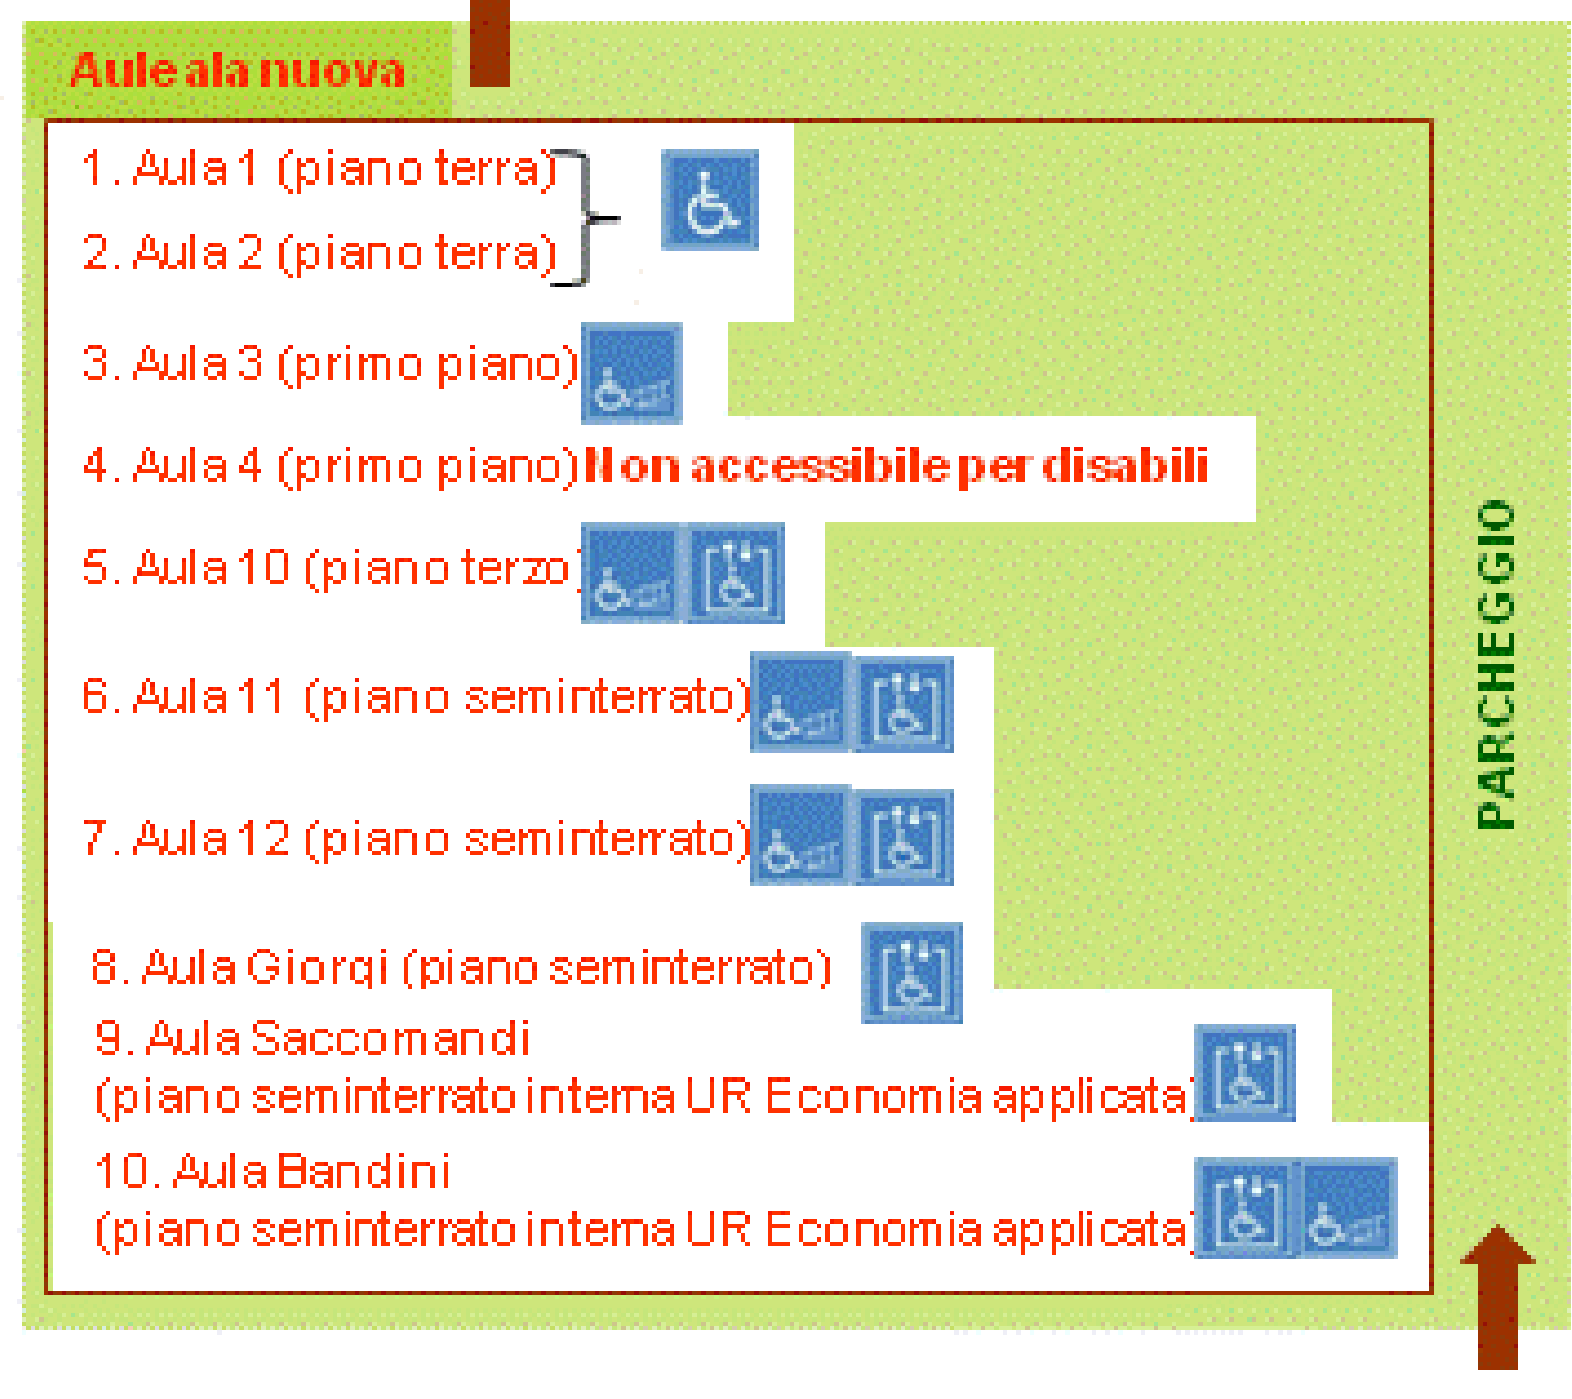 Aule ala nuova
1. Aula 1 (piano terra)
2. Aula 2 (piano terra)
3. Aula 3 (primo piano)
4. Aula 4 (primo piano) Non accessibile per disabili
5. Aula 10 (piano terzo)
6. Aula 11 (piano seminterrato)
7. Aula 12 (piano seminterrato)
8. Aula Giorgi (piano seminterrato)
9. Aula Saccomandi
(piano seminterrato interna UR Economia applicata)
10. Aula Bandini
(piano seminterrato interna UR Economia applicata)
PARCHEGGIO